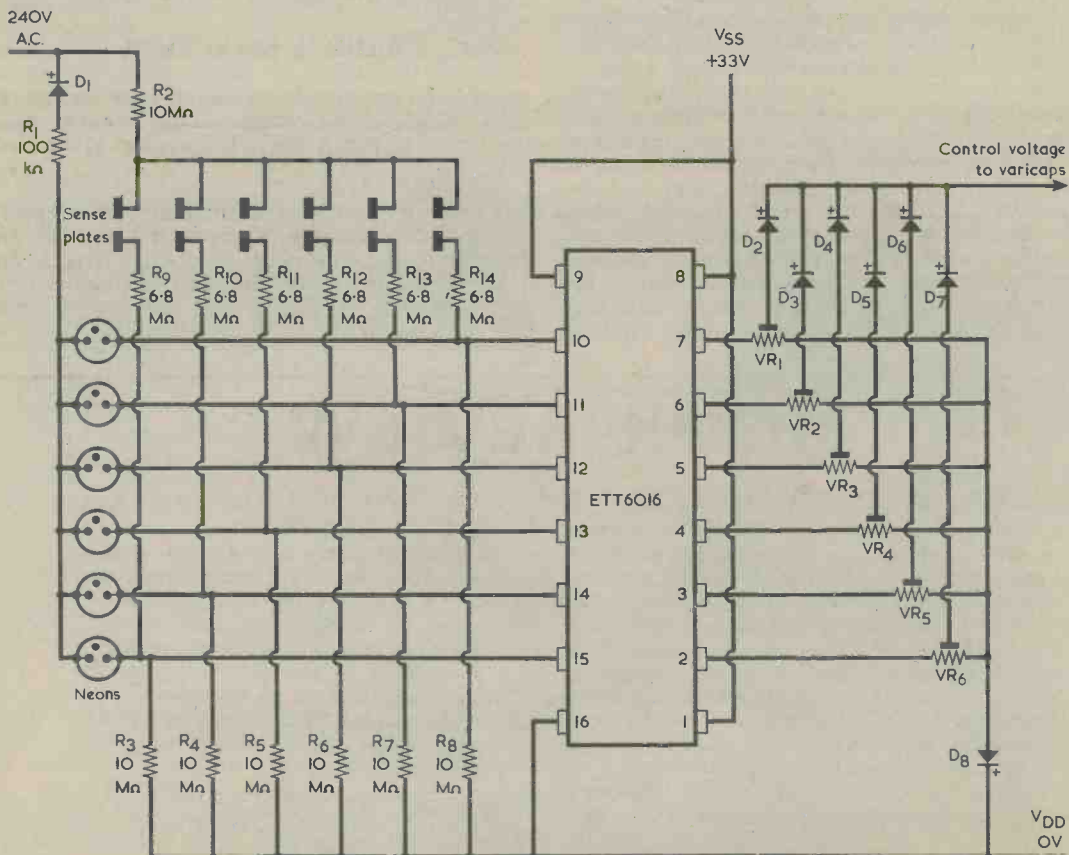 240V
A.C.
+
D1
R1
100
kΩ
R2
10MΩ
Sense
plates
R9
6·8
MΩ
R10
6·8
MΩ
R11
6·8
MΩ
R12
6·8
MΩ
R13
6·8
MΩ
R14
6·8
MΩ
Neons
R3
10
MΩ
R4
10
MΩ
R5
10
MΩ
R6
10
MΩ
R7
10
MΩ
R8
10
MΩ
VSS
+33V
ETT6016
9
10
11
12
13
14
15
16
8
7
6
5
4
3
2
1
Control voltage
to varicaps
+
D2
+
D3
+
D4
+
D5
+
D6
+
D7
VR1
VR2
VR3
VR4
VR5
VR6
D8
+
VDD
OV